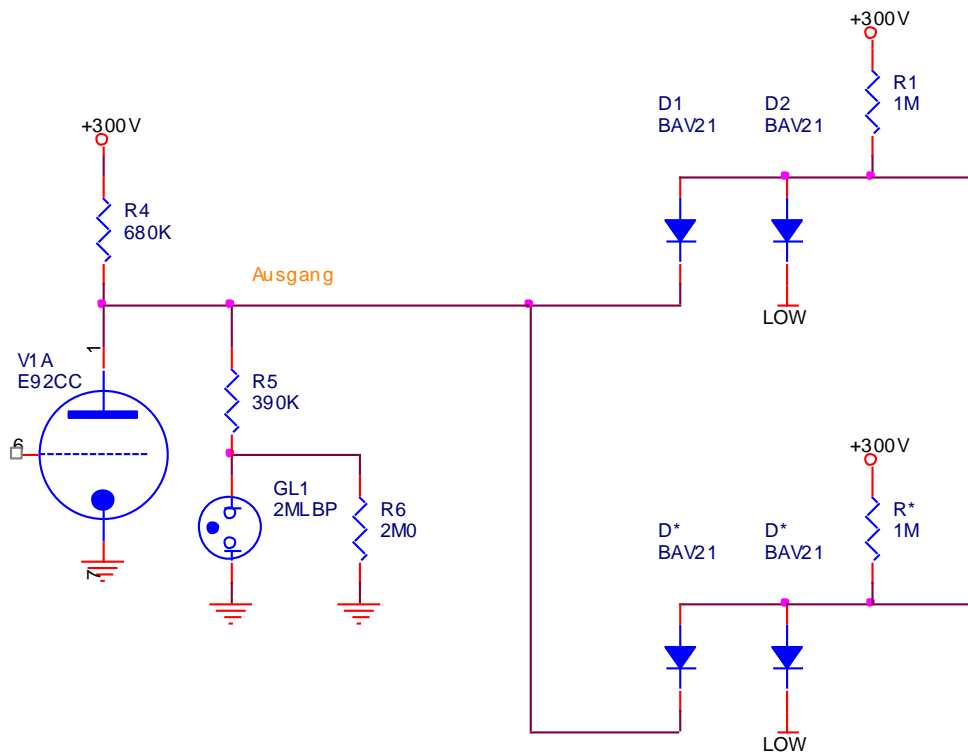 +300V
R1
1M
D1
BAV21
D2
BAV21
+300V
R4
680K
Ausgang
LOW
1
V1A
E92CC
R5
390K
6
+300V
GL1
2MLBP
R6
2M0
R*
1M
D*
BAV21
D*
BAV21
7
LOW